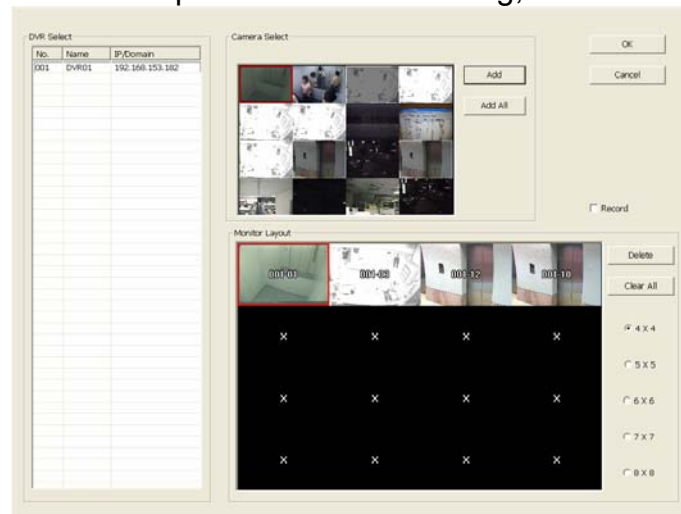 DVR Select
No. Name IP/Domain
001 DVR01 192.168.153.182
Camera Select
Add
Add All
OK
Cancel
Record
Monitor Layout
001-01 001-03 001-12 001-10
X X X X
X X X X
X X X X
Delete
Clear All
4 X 4
5 X 5
6 X 6
7 X 7
8 X 8